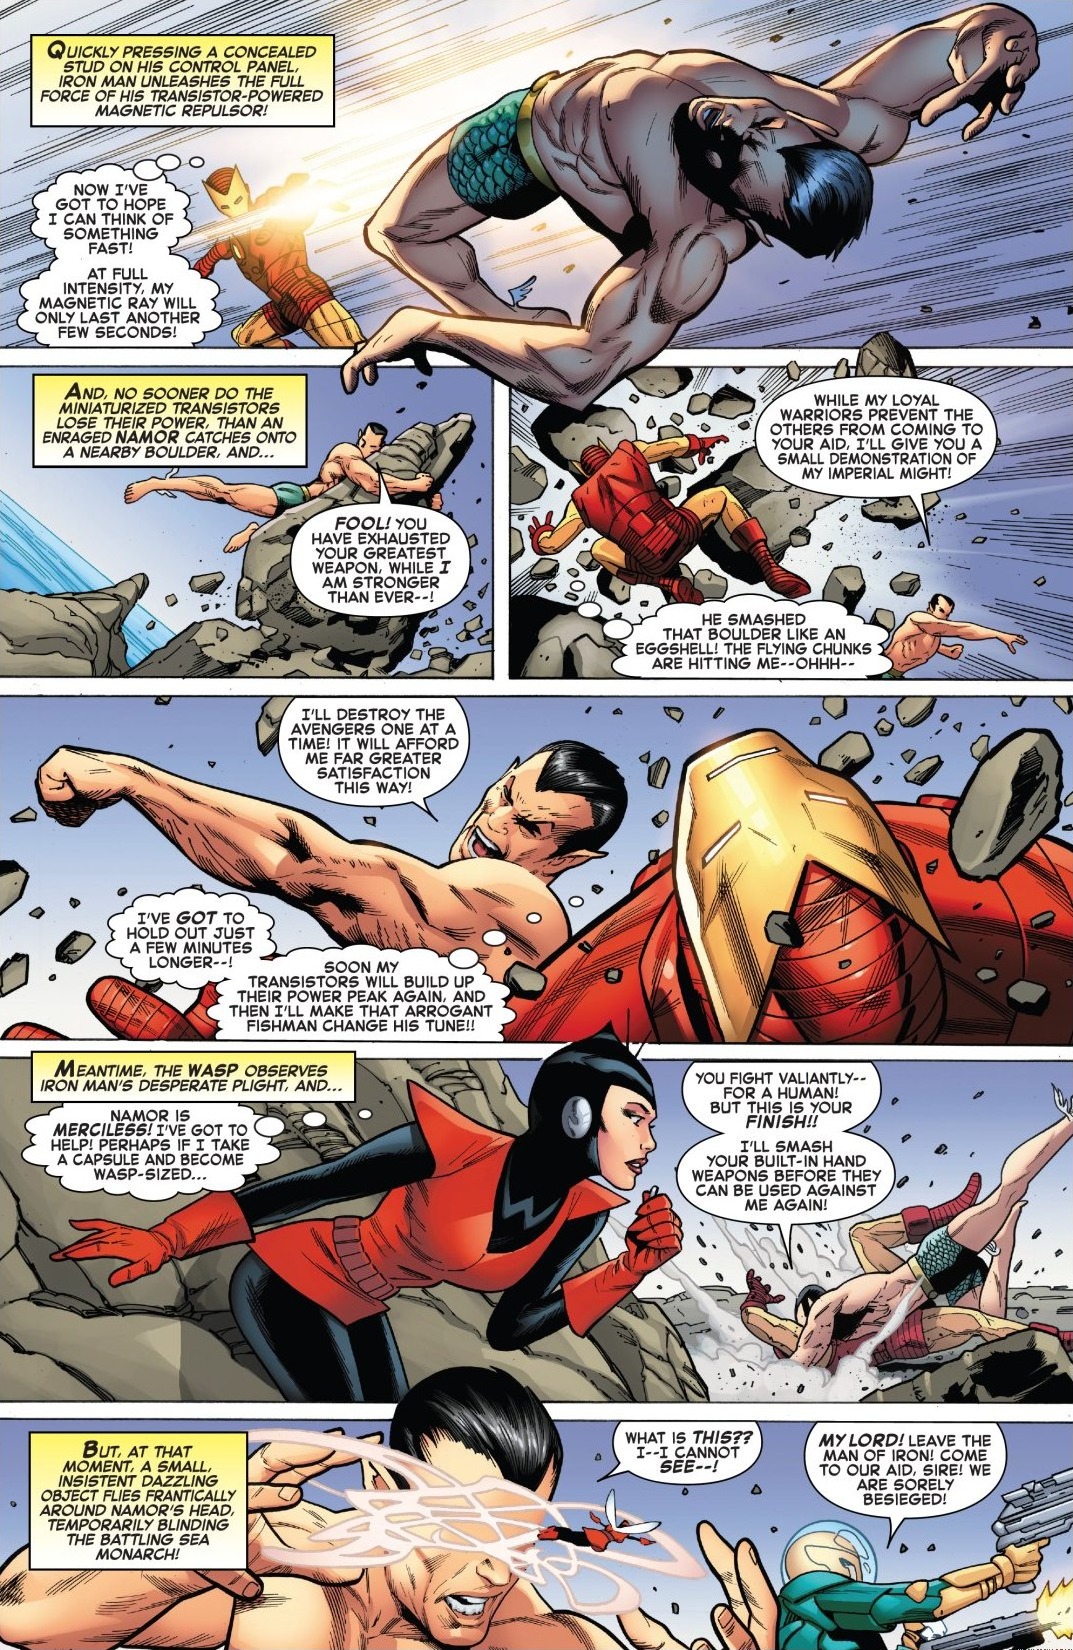 QUICKLY PRESSING A CONCEALED
STUD ON HIS CONTROL PANEL,
IRON MAN UNLEASHES THE FULL
FORCE OF HIS TRANSISTOR-POWERED
MAGNETIC REPULSOR!
NOW I'VE
GOT TO HOPE
I CAN THINK OF
SOMETHING
FAST!
AT FULL
INTENSITY, MY
MAGNETIC RAY WILL
ONLY LAST ANOTHER
FEW SECONDS!
AND, NO SOONER DO THE
MINIATURIZED TRANSISTORS
LOSE THEIR POWER, THAN AN
ENRAGED NAMOR CATCHES ONTO
A NEARBY BOULDER, AND...
FOOL! YOU
HAVE EXHAUSTED
YOUR GREATEST
WEAPON, WHILE I
AM STRONGER
THAN EVER--!
WHILE MY LOYAL
WARRIORS PREVENT THE
OTHERS FROM COMING TO
YOUR AID, I'LL GIVE YOU A
SMALL DEMONSTRATION OF
MY IMPERIAL MIGHT!
HE SMASHED
THAT BOULDER LIKE AN
EGGSHELL! THE FLYING CHUNKS
ARE HITTING ME--OHHH--
I'LL DESTROY THE
AVENGERS ONE AT A
TIME! IT WILL AFFORD
ME FAR GREATER
SATISFACTION
THIS WAY!
I'VE GOT TO
HOLD OUT JUST
A FEW MINUTES
LONGER--!
SOON MY
TRANSISTORS WILL BUILD UP
THEIR POWER PEAK AGAIN, AND
THEN I'LL MAKE THAT ARROGANT
FISHMAN CHANGE HIS TUNE!!
MEANTIME, THE WASP OBSERVES
IRON MAN'S DESPERATE PLIGHT, AND...
NAMOR IS
MERCILESS! I'VE GOT TO
HELP! PERHAPS IF I TAKE
A CAPSULE AND BECOME
WASP-SIZED...
YOU FIGHT VALIANTLY--
FOR A HUMAN!
BUT THIS IS YOUR
FINISH!!
I'LL SMASH
YOUR BUILT-IN HAND
WEAPONS BEFORE THEY
CAN BE USED AGAINST
ME AGAIN!
BUT, AT THAT
MOMENT, A SMALL,
INSISTENT DAZZLING
OBJECT FLIES FRANTICALLY
AROUND NAMOR'S HEAD,
TEMPORARILY BLINDING
THE BATTLING SEA
MONARCH!
WHAT IS THIS??
I--I CANNOT
SEE--!
MY LORD! LEAVE THE
MAN OF IRON! COME
TO OUR AID, SIRE! WE
ARE SORELY
BESIEGED!